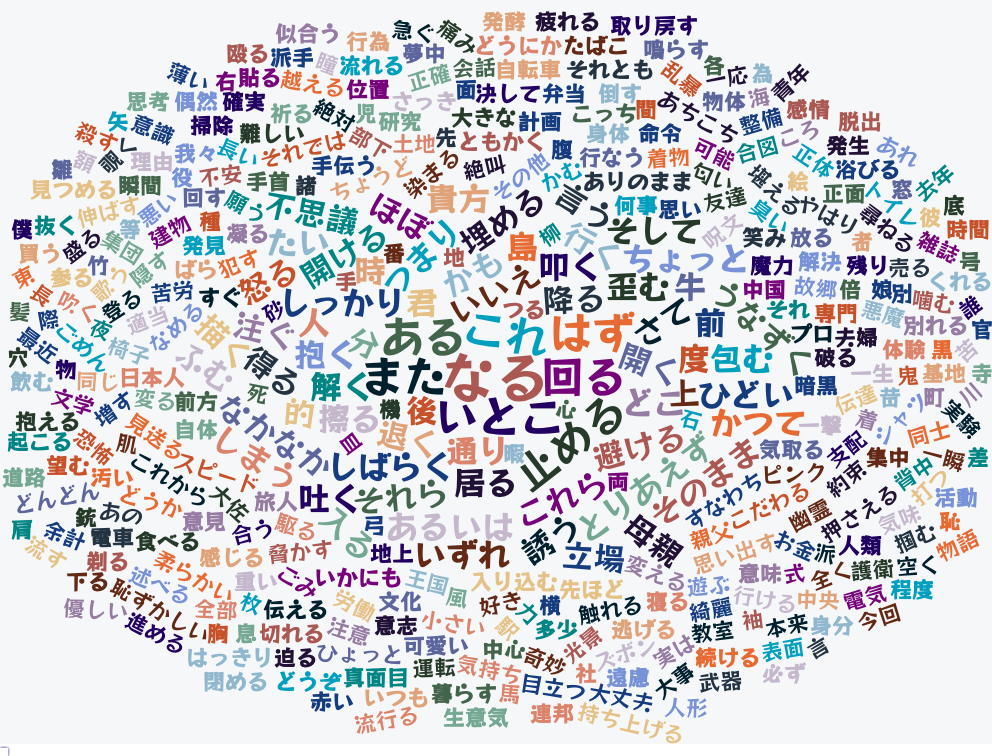 発酵
疲れる
取り戻す
似合う
行為
急ぐ
痛み
どうにか
たばこ
鳴らす
殴る
派手
瞳
流れる
夢中
正確
会話
自転車
それとも
乱暴
各
一応
為
青年
薄い
右
貼る
越える
位置
面
決して
弁当
倒す
物体
海
思考
偶然
確実
祈る
絶対
児
さっき
研究
大きな
計画
こっち
間
あちこち
整備
感情
ころ
脱出
矢
意識
掃除
難しい
それでは
部下
土地
先
ともかく
身体
命令
合図
発生
殺す
理由
我々
長い
手伝う
染まる
絶叫
腹
行なう
着物
可能
正体
浴びる
あれ
雛
額
役
不安
手首
諸
ちょうど
その他
かむ
ありのまま
匂い
堪える
絵
正面
窓
去年
見つめる
瞬間
回す
願う
不思議
ほぼ
貴方
埋める
言う
何事
思い
友達
臭い
やはり
尋ねる
彼
底
僕
抜く
伸ばす
等
悪い
建物
種
凝る
たい
開ける
番
つまり
地
島
柳
行く
そして
呪文
笑み
放る
者
雑誌
時間
買う
盛る
集団
隠す
発見
手
時
かも
いいえ
叩く
ちょっと
魔力
解決
残り
売る
号
東
参る
竹
ばら
犯す
怒る
君
つる
降る
歪む
牛
中国
故郷
倍
娘
別
噛む
くれる
長
吹く
登る
苦労
すぐ
砂
しっかり
さて
前
なす
それ
専門
悪魔
別れる
誰
官
髪
際
夜
適当
なめる
描く
注ぐ
人
分
ある
これ
はず
プロ
夫婦
穴
最近
ごめん
椅子
ふむ
得る
抱く
また
なる
回る
開く
度
包む
破る
体験
黒
舌
飲む
物
同じ
日本人
死
解く
いとこ
心
どこ
上
ひどい
暗黒
一生
鬼
基地
寺
文学
増す
変える
前方
なかなか
的
擦る
機
後
止める
石
かつて
一撃
伝達
昔
町
川
抱える
自体
皿
退く
通り
暇
避ける
着
シャツ
実験
起こる
恐怖
肌
見送る
しまう
しばらく
居る
とりあえず
そのまま
気取る
支配
同士
望む
汚い
これから
スピード
旅人
吐く
それら
これら
両
すなわち
ピンク
約束
集中
一瞬
差
道路
どんどん
どうか
大佐
入る
弓
あるいは
誘う
母親
親父
こだわる
幽霊
押さえる
背中
打つ
活動
肩
銃
あの
意見
合う
駆る
地上
いずれ
立場
思い出す
お金
派
人類
気味
掴む
恥
物語
流す
余計
電車
食べる
感じる
脅かす
変える
遊ぶ
意味
式
全く
護衛
空く
剃る
柔らかい
重い
ごみ
いかにも
王国
風
入り込む
先ほど
寝る
綺麗
行ける
中央
電気
程度
下る
恥ずかしい
述べる
全部
枚
伝える
労働
文化
好き
力
横
触れる
袖
本来
身分
今回
優しい
進める
胸
息
切れる
注意
意志
小さい
駅
多少
逃げる
教室
表面
言
はっきり
迫る
ひょっと
可愛い
中心
奇妙
光景
スポン
実は
続ける
必ず
閉める
どうぞ
真面目
運転
気持ち
社
遠慮
大事
武器
赤い
いつも
暮らす
馬
目立つ
大丈夫
人形
流行る
生意気
連邦
持ち上げる